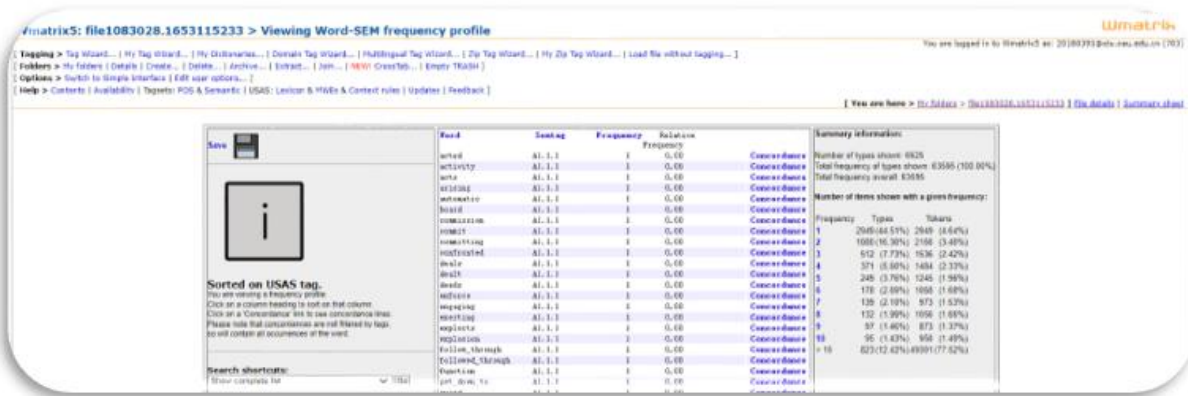 Wmatrix5: file1083028.1653115233 > Viewing Word-SEM frequency profile
Wmatrix
[ Tagging > Tag Wizard... | My Tag Wizard... | My Dictionaries... | Domain Tag Wizard... | Multilingual Tag Wizard... | Zip Tag Wizard... | My Zip Tag Wizard... | Load file without tagging... ]
You are logged in to Wmatrix5 as:
[ Folders > My folders | Details | Create... | Delete... | Archive... | Extract... | Join... | NEW! CrossTab... | Empty TRASH ]
[ Options > Switch to Simple Interface | Edit user options... ]
[ Help > Contents | Availability | Tagsets: POS & Semantic | USAS: Lexicon & MWEs & Context rules | Updates | Feedback ]
[ You are here > My folders > file1083028.1653115233 ] File details | Summary sheet
Save
i
Sorted on USAS tag.
You are viewing a frequency profile.
Click on a column heading to sort on that column.
Click on a 'Concordance' link to see concordance lines.
Please note that concordances are not filtered by tags,
so will contain all occurrences of the word.
Search shortcuts:
Show complete list
Word Semtag Frequency Relative Frequency
acted A1.1.1 1 0.00 Concordance
activity A1.1.1 1 0.00 Concordance
acts A1.1.1 1 0.00 Concordance
arising A1.1.1 1 0.00 Concordance
automatic A1.1.1 1 0.00 Concordance
board A1.1.1 1 0.00 Concordance
commission A1.1.1 1 0.00 Concordance
commit A1.1.1 1 0.00 Concordance
committing A1.1.1 1 0.00 Concordance
confronted A1.1.1 1 0.00 Concordance
deals A1.1.1 1 0.00 Concordance
dealt A1.1.1 1 0.00 Concordance
deeds A1.1.1 1 0.00 Concordance
enforce A1.1.1 1 0.00 Concordance
engaging A1.1.1 1 0.00 Concordance
exerting A1.1.1 1 0.00 Concordance
exploits A1.1.1 1 0.00 Concordance
explosion A1.1.1 1 0.00 Concordance
follow_through A1.1.1 1 0.00 Concordance
followed_through A1.1.1 1 0.00 Concordance
function A1.1.1 1 0.00 Concordance
get_down_to A1.1.1 1 0.00 Concordance
Summary information:
Number of types shown:
Total frequency of types shown: (100.00%)
Total frequency overall:
Number of items shown with a given frequency:
Frequency Types Tokens
1 2949 (44.51%) 2949 (4.64%)
2
3 512 (7.73%) 1536 (2.42%)
4 371 (5.60%) 1484 (2.33%)
5 249 (3.76%) 1245 (1.96%)
6
7 139 (2.10%) 973 (1.53%)
8 132 (1.99%) 1056 (1.66%)
9 97 (1.46%) 873 (1.37%)
10 95 (1.43%) 950 (1.49%)
> 10